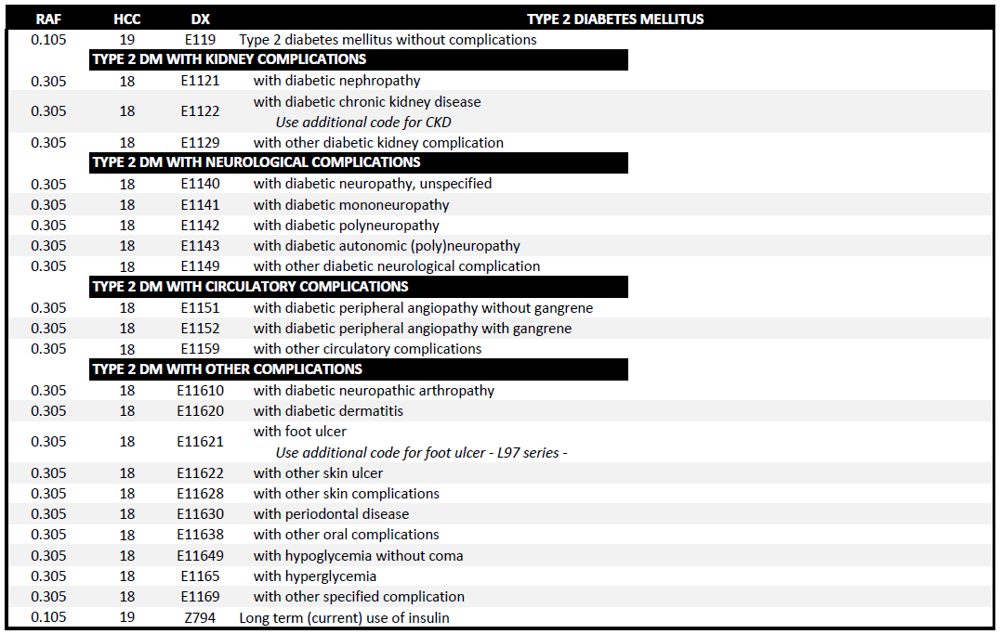 RAF HCC DX TYPE 2 DIABETES MELLITUS
0.105 19 E119 Type 2 diabetes mellitus without complications
TYPE 2 DM WITH KIDNEY COMPLICATIONS
0.305 18 E1121 with diabetic nephropathy
0.305 18 E1122 with diabetic chronic kidney disease
Use additional code for CKD
0.305 18 E1129 with other diabetic kidney complication
TYPE 2 DM WITH NEUROLOGICAL COMPLICATIONS
0.305 18 E1140 with diabetic neuropathy, unspecified
0.305 18 E1141 with diabetic mononeuropathy
0.305 18 E1142 with diabetic polyneuropathy
0.305 18 E1143 with diabetic autonomic (poly)neuropathy
0.305 18 E1149 with other diabetic neurological complication
TYPE 2 DM WITH CIRCULATORY COMPLICATIONS
0.305 18 E1151 with diabetic peripheral angiopathy without gangrene
0.305 18 E1152 with diabetic peripheral angiopathy with gangrene
0.305 18 E1159 with other circulatory complications
TYPE 2 DM WITH OTHER COMPLICATIONS
0.305 18 E11610 with diabetic neuropathic arthropathy
0.305 18 E11620 with diabetic dermatitis
0.305 18 E11621 with foot ulcer
Use additional code for foot ulcer - L97 series -
0.305 18 E11622 with other skin ulcer
0.305 18 E11628 with other skin complications
0.305 18 E11630 with periodontal disease
0.305 18 E11638 with other oral complications
0.305 18 E11649 with hypoglycemia without coma
0.305 18 E1165 with hyperglycemia
0.305 18 E1169 with other specified complication
0.105 19 Z794 Long term (current) use of insulin